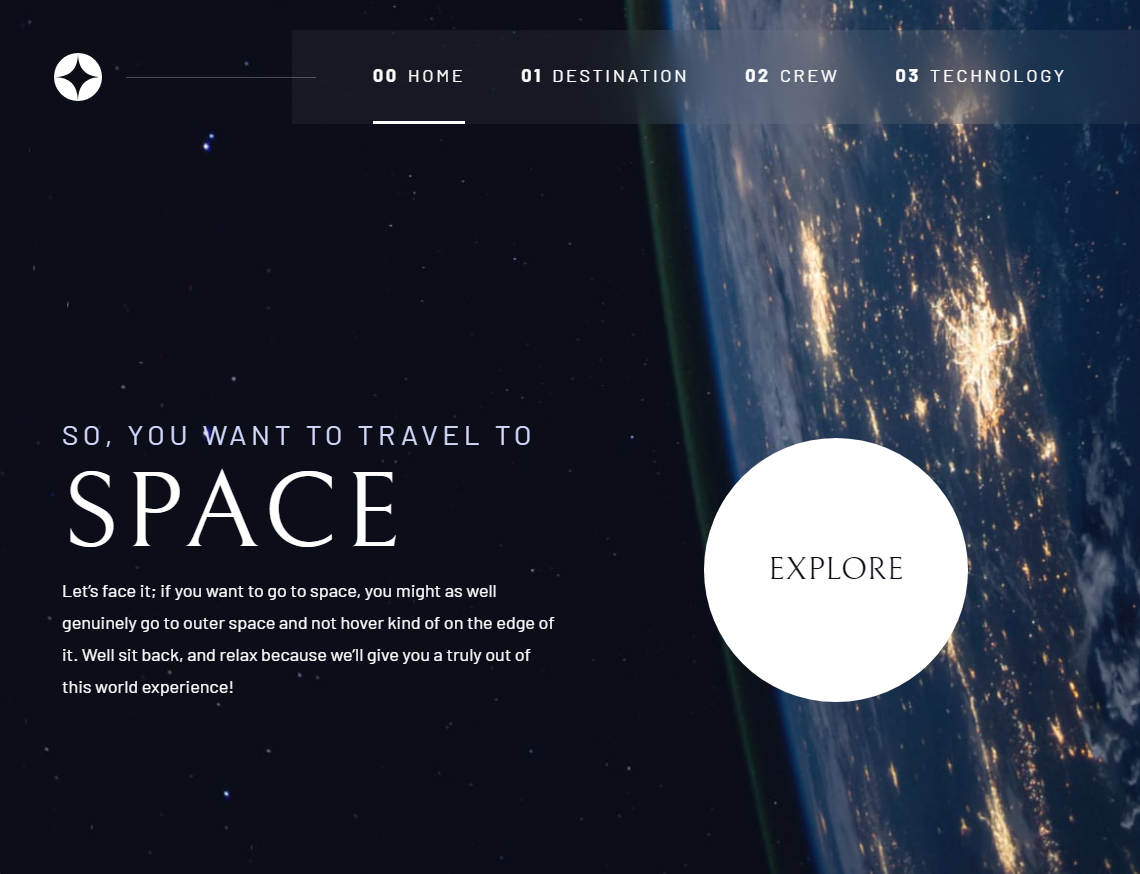 00 HOME 01 DESTINATION 02 CREW 03 TECHNOLOGY
SO, YOU WANT TO TRAVEL TO
SPACE
Let’s face it; if you want to go to space, you might as well
genuinely go to outer space and not hover kind of on the edge of
it. Well sit back, and relax because we’ll give you a truly out of
this world experience!
EXPLORE